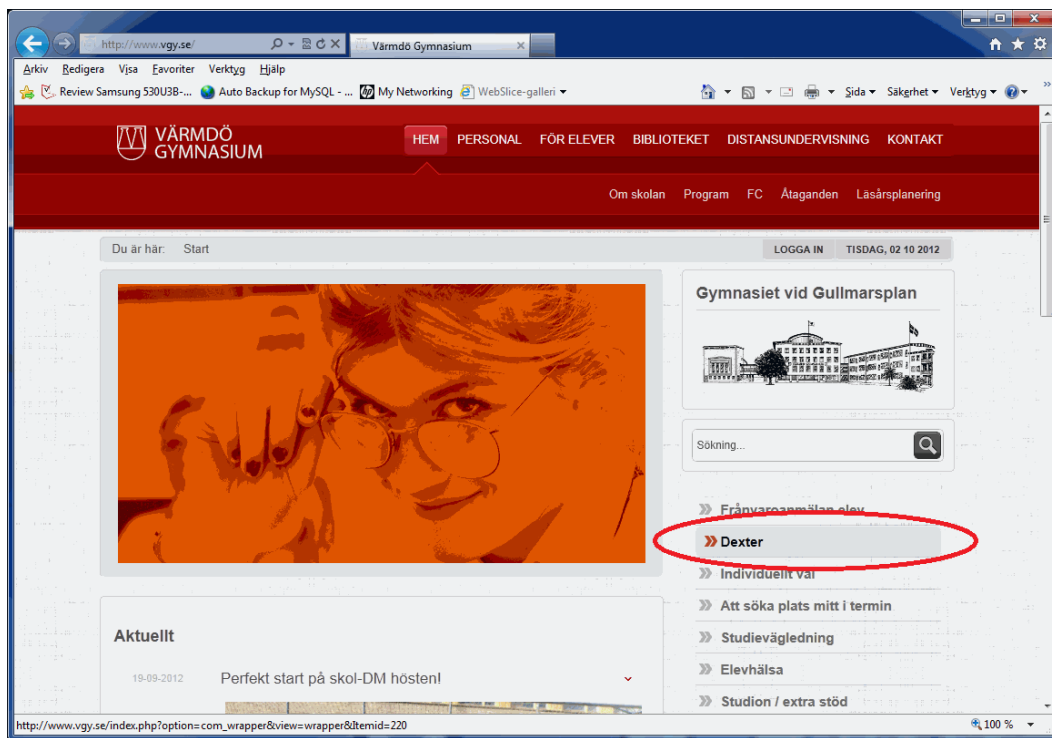 http://www.vgy.se/
Värmdö Gymnasium
Arkiv Redigera Visa Favoriter Verktyg Hjälp
Review Samsung 530U3B-... Auto Backup for MySQL - ... My Networking WebSlice-galleri Sida Säkerhet Verktyg
VÄRMDÖ
GYMNASIUM
HEM PERSONAL FÖR ELEVER BIBLIOTEKET DISTANSUNDERVISNING KONTAKT
Om skolan Program FC Åtaganden Läsårsplanering
Du är här: Start
LOGGA IN TISDAG, 02 10 2012
Gymnasiet vid Gullmarsplan
Sökning...
Frånvaroanmälan elev
Dexter
Individuellt val
Att söka plats mitt i termin
Studievägledning
Elevhälsa
Studion / extra stöd
Aktuellt
19-09-2012 Perfekt start på skol-DM hösten!
http://www.vgy.se/index.php?option=com_wrapper&view=wrapper&Itemid=220
100 %